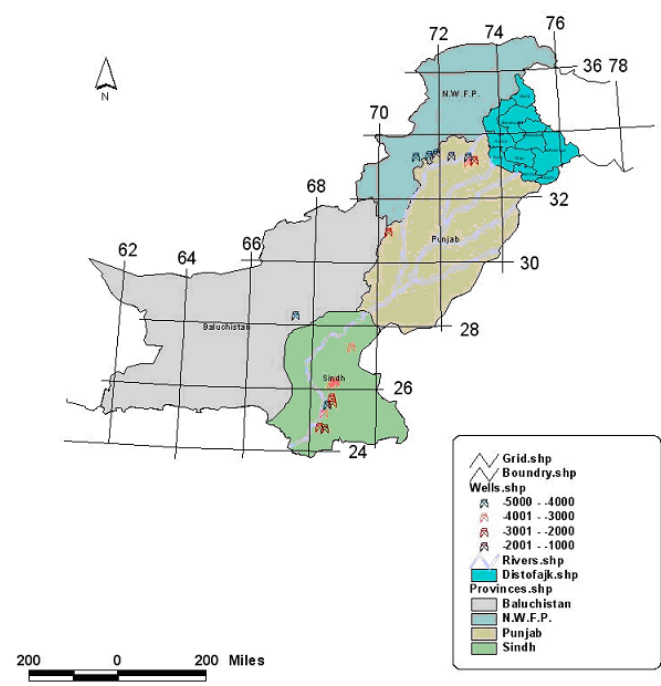 76
72
74
36
78
N
N.W.F.P.
70
68
32
62
64
66
Punjab
30
Baluchistan
28
Sindh
26
24
Grid.shp
Boundry.shp
Wells.shp
-5000 - -4000
-4001 - -3000
-3001 - -2000
-2001 - -1000
Rivers.shp
Distofajk.shp
Provinces.shp
Baluchistan
N.W.F.P.
Punjab
Sindh
200 0 200 Miles